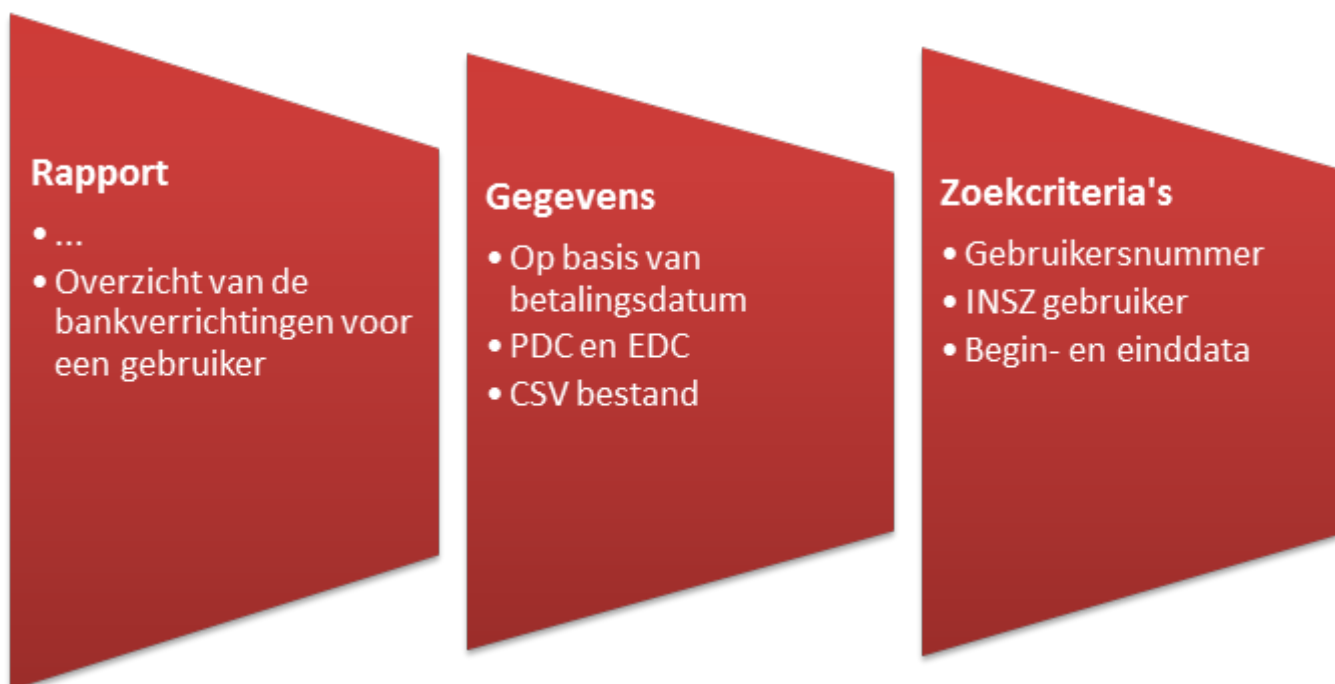 Rapport
• ...
• Overzicht van de
bankverrichtingen voor
een gebruiker
Gegevens
• Op basis van
betalingsdatum
• PDC en EDC
• CSV bestand
Zoekcriteria's
• Gebruikersnummer
• INSZ gebruiker
• Begin- en einddata